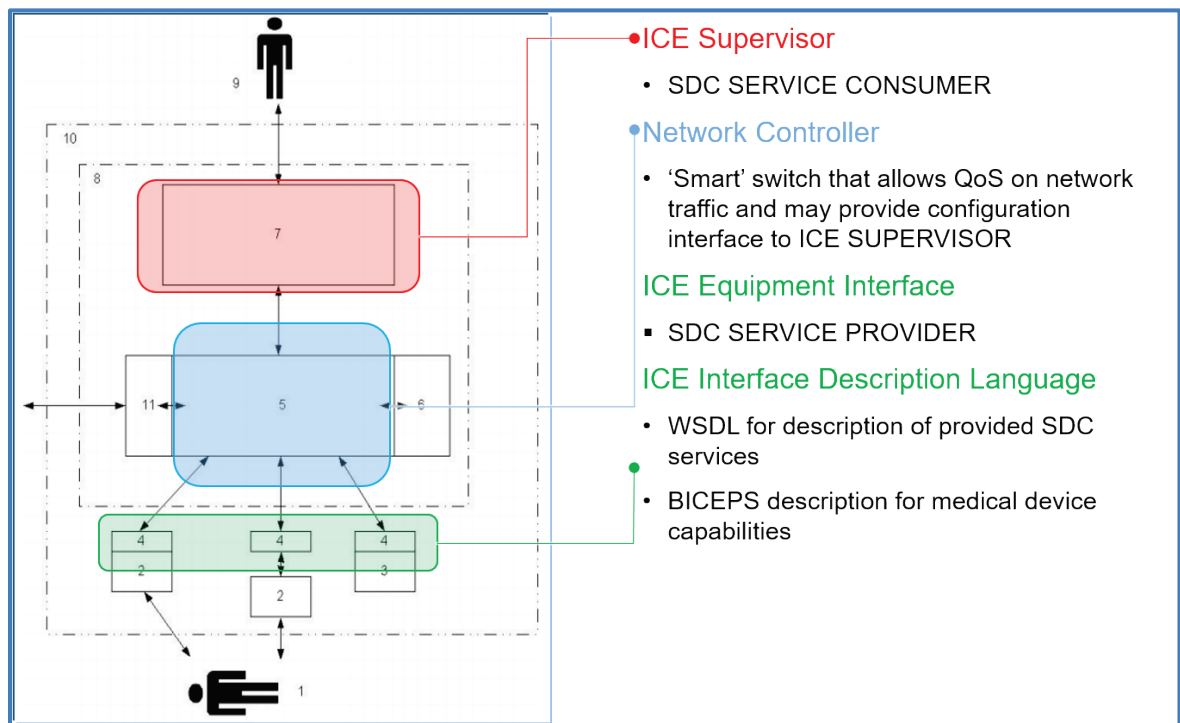 9
10
8
7
11
5
6
4
4
4
2
3
2
1
ICE Supervisor
• SDC SERVICE CONSUMER
Network Controller
• ‘Smart’ switch that allows QoS on network
traffic and may provide configuration
interface to ICE SUPERVISOR
ICE Equipment Interface
▪ SDC SERVICE PROVIDER
ICE Interface Description Language
• WSDL for description of provided SDC
services
• BICEPS description for medical device
capabilities